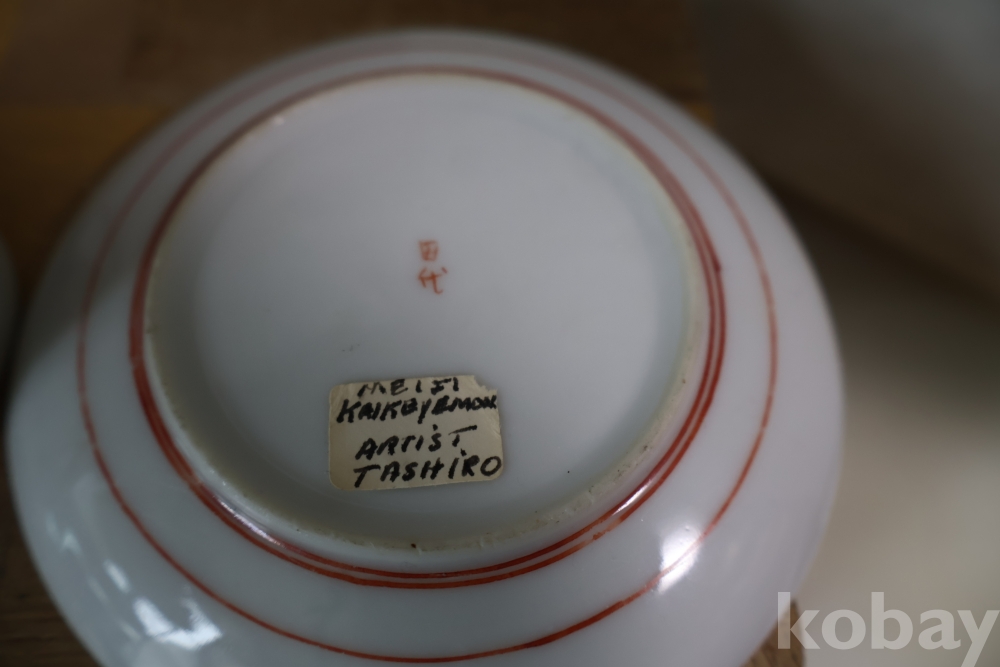 田
代
MEIJI
KAIKEYEMON
ARTIST
TASHIRO
kobay